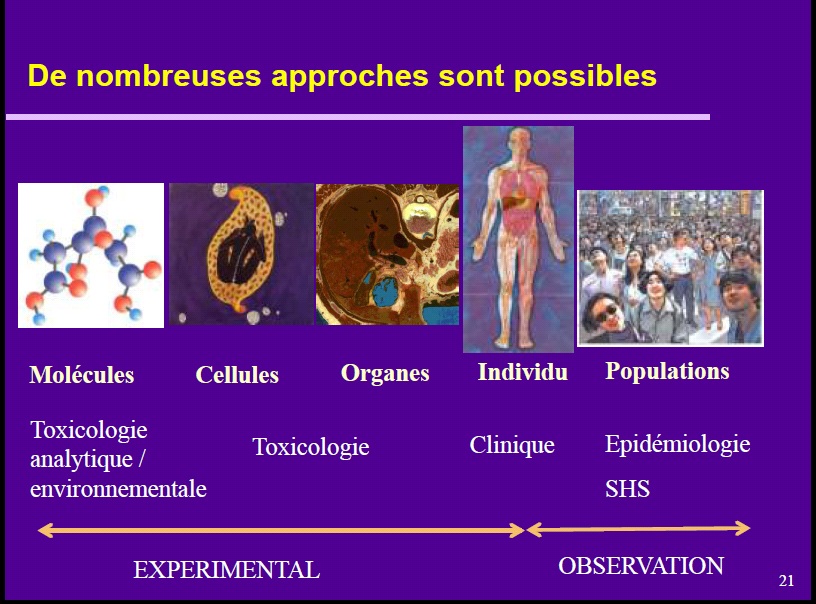 De nombreuses approches sont possibles
Molécules
Cellules
Organes
Individu
Populations
Toxicologie
analytique /
environnementale
Toxicologie
Clinique
Epidémiologie
SHS
EXPERIMENTAL
OBSERVATION
21